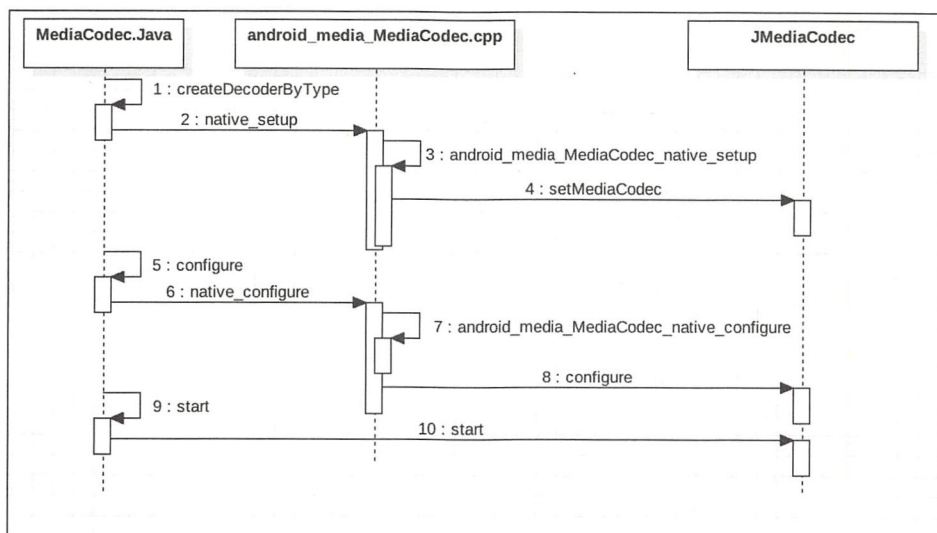 MediaCodec.Java
android_media_MediaCodec.cpp
JMediaCodec
1 : createDecoderByType
2 : native_setup
3 : android_media_MediaCodec_native_setup
4 : setMediaCodec
5 : configure
6 : native_configure
7 : android_media_MediaCodec_native_configure
8 : configure
9 : start
10 : start